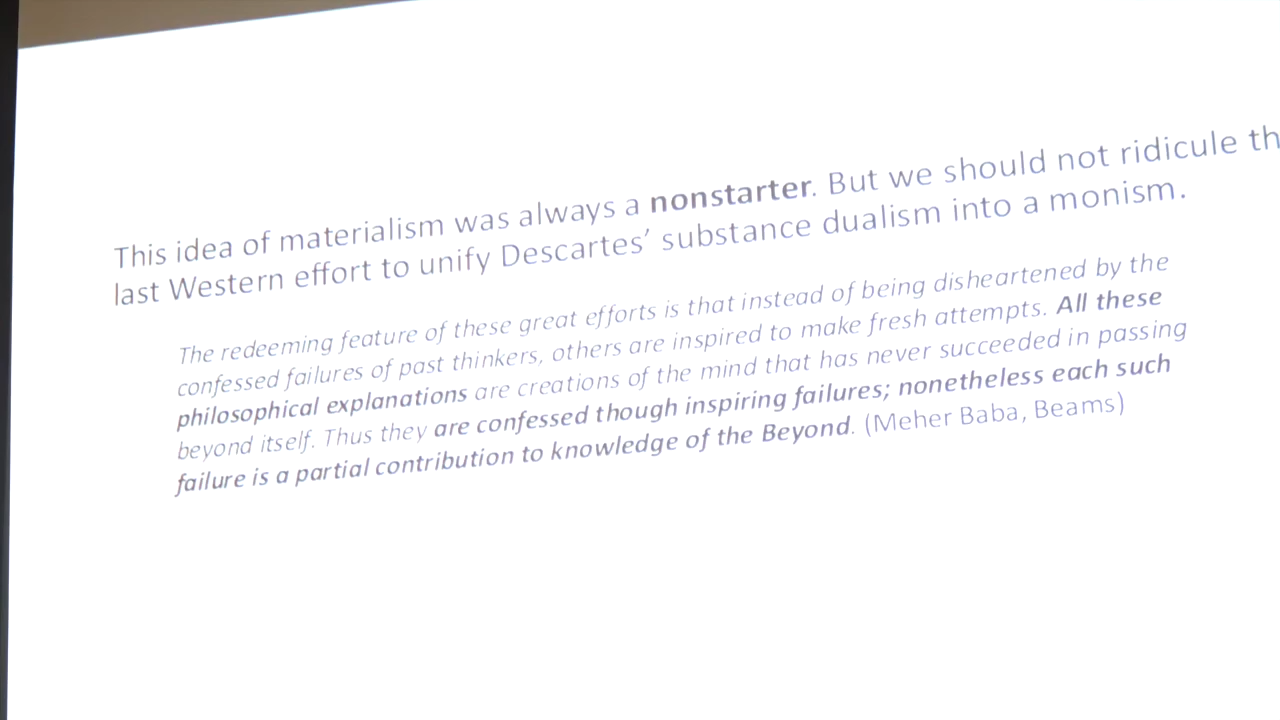 This idea of materialism was always a nonstarter. But we should not ridicule
last Western effort to unify Descartes’ substance dualism into a monism.
The redeeming feature of these great efforts is that instead of being disheartened by the
confessed failures of past thinkers, others are inspired to make fresh attempts. All these
philosophical explanations are creations of the mind that has never succeeded in passing
beyond itself. Thus they are confessed though inspiring failures; nonetheless each such
failure is a partial contribution to knowledge of the Beyond. (Meher Baba, Beams)